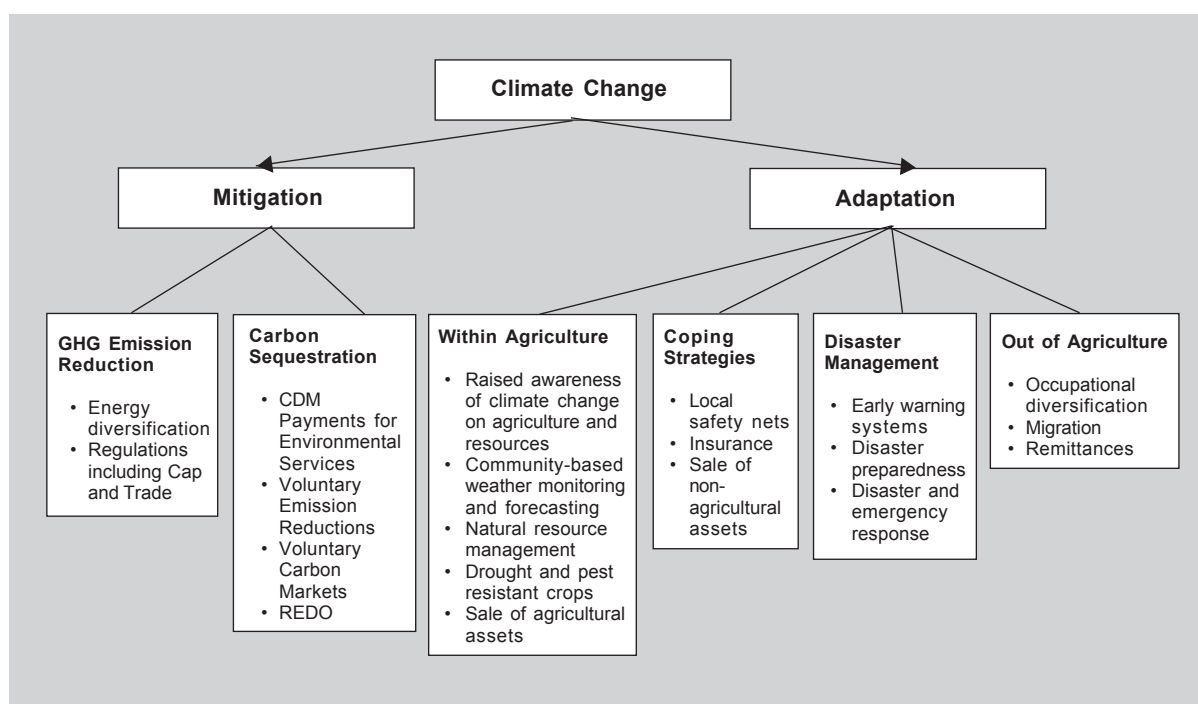 Climate Change
Mitigation
Adaptation
GHG Emission
Reduction
• Energy
diversification
• Regulations
including Cap
and Trade
Carbon
Sequestration
• CDM
Payments for
Environmental
Services
• Voluntary
Emission
Reductions
• Voluntary
Carbon
Markets
• REDO
Within Agriculture
• Raised awareness
of climate change
on agriculture and
resources
• Community-based
weather monitoring
and forecasting
• Natural resource
management
• Drought and pest
resistant crops
• Sale of agricultural
assets
Coping
Strategies
• Local
safety nets
• Insurance
• Sale of
non-
agricultural
assets
Disaster
Management
• Early warning
systems
• Disaster
preparedness
• Disaster and
emergency
response
Out of Agriculture
• Occupational
diversification
• Migration
• Remittances